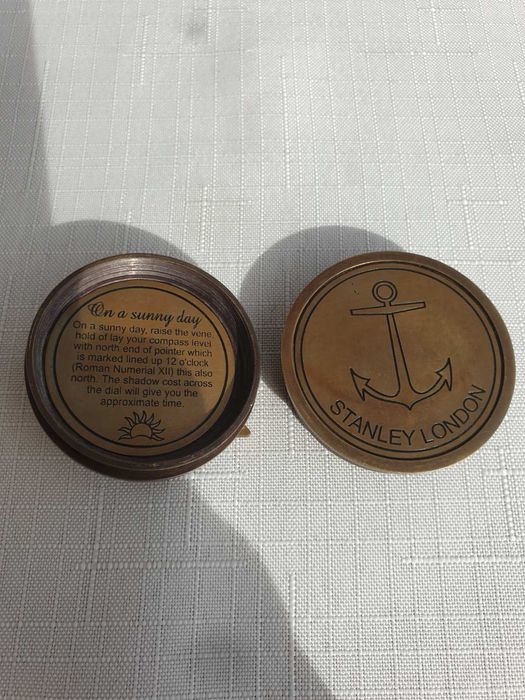 On a sunny day
On a sunny day, raise the vene,
hold of lay your compass level
with north end of pointer which
is marked lined up 12 o'clock
(Roman Numerial XII) this also
north. The shadow cost across
the dial will give you the
approximate time.
STANLEY LONDON